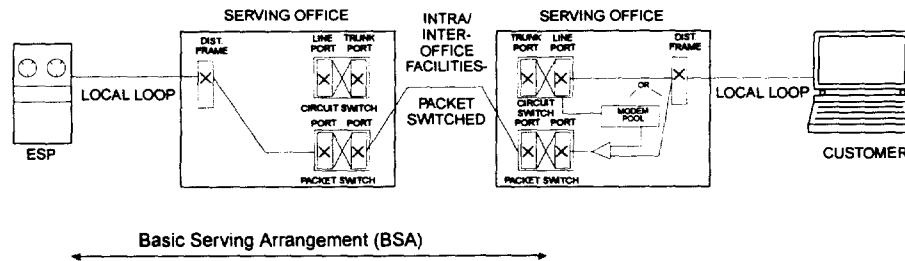 SERVING OFFICE
INTRA/
INTER-
OFFICE
FACILITIES-
PACKET
SWITCHED
SERVING OFFICE
DIST.
FRAME
LINE
PORT
TRUNK
PORT
CIRCUIT SWITCH
PORT
PORT
PACKET SWITCH
LOCAL LOOP
ESP
TRUNK
PORT
LINE
PORT
DIST.
FRAME
OR
CIRCUIT
SWITCH
MODEM
POOL
PORT
PORT
PACKET SWITCH
LOCAL LOOP
CUSTOMER
Basic Serving Arrangement (BSA)